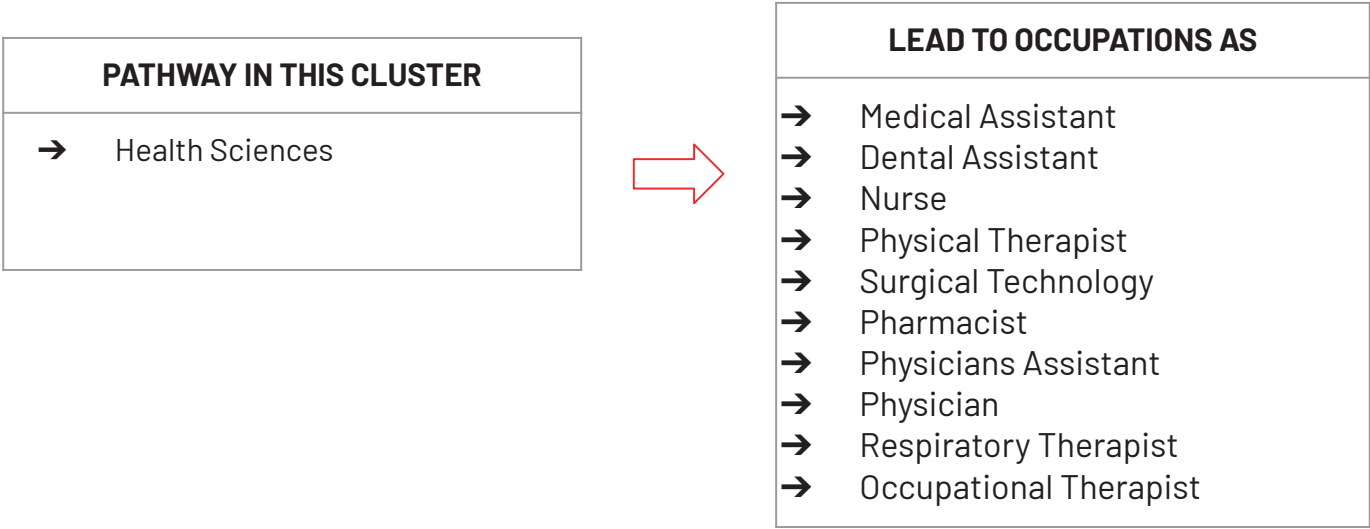 PATHWAY IN THIS CLUSTER
➔ Health Sciences
LEAD TO OCCUPATIONS AS
➔ Medical Assistant
➔ Dental Assistant
➔ Nurse
➔ Physical Therapist
➔ Surgical Technology
➔ Pharmacist
➔ Physicians Assistant
➔ Physician
➔ Respiratory Therapist
➔ Occupational Therapist